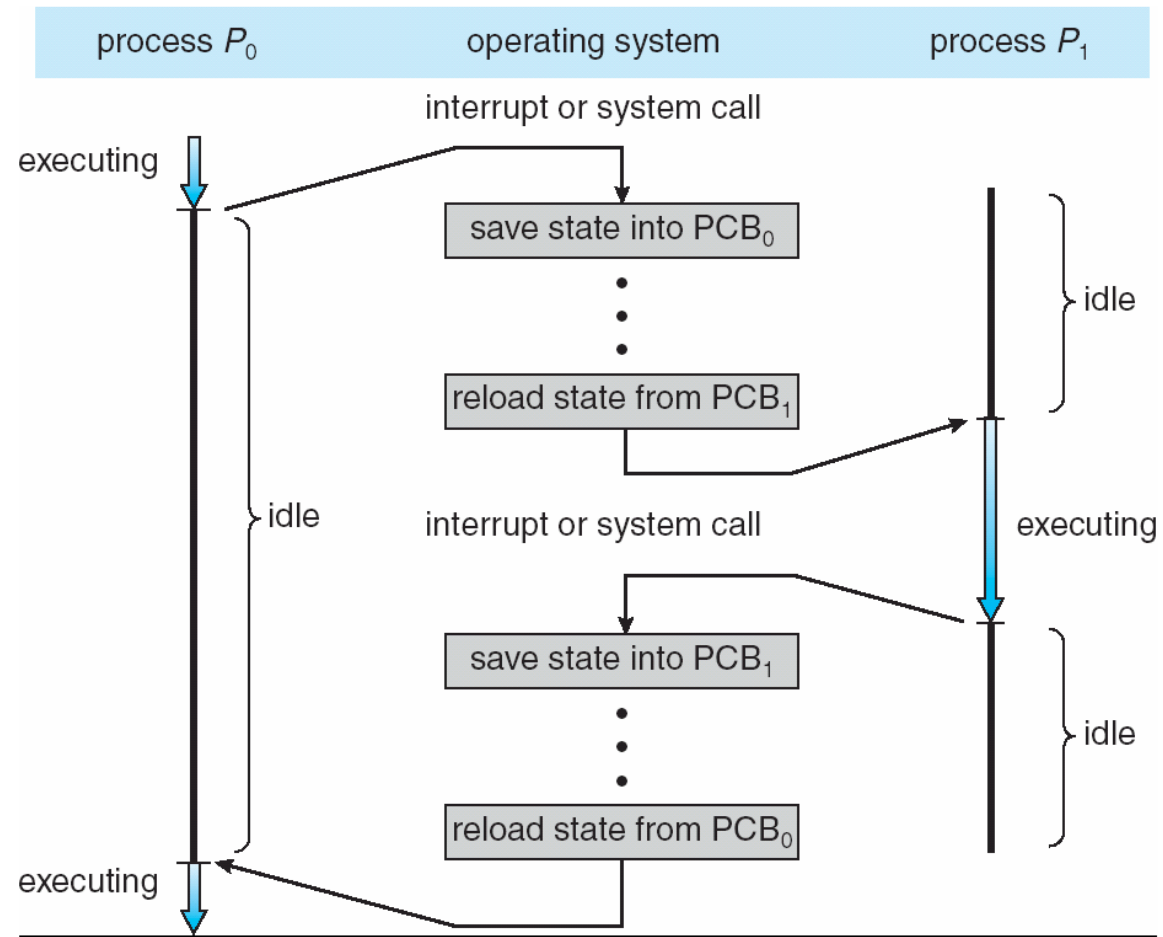 process P₀ operating system process P₁
interrupt or system call
executing
save state into PCB₀
idle
reload state from PCB₁
idle
interrupt or system call
executing
save state into PCB₁
idle
reload state from PCB₀
executing